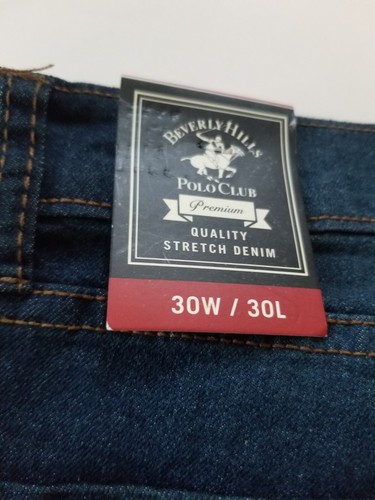 BEVERLY HILLS
POLO CLUB
Premium
QUALITY
STRETCH DENIM
30W / 30L